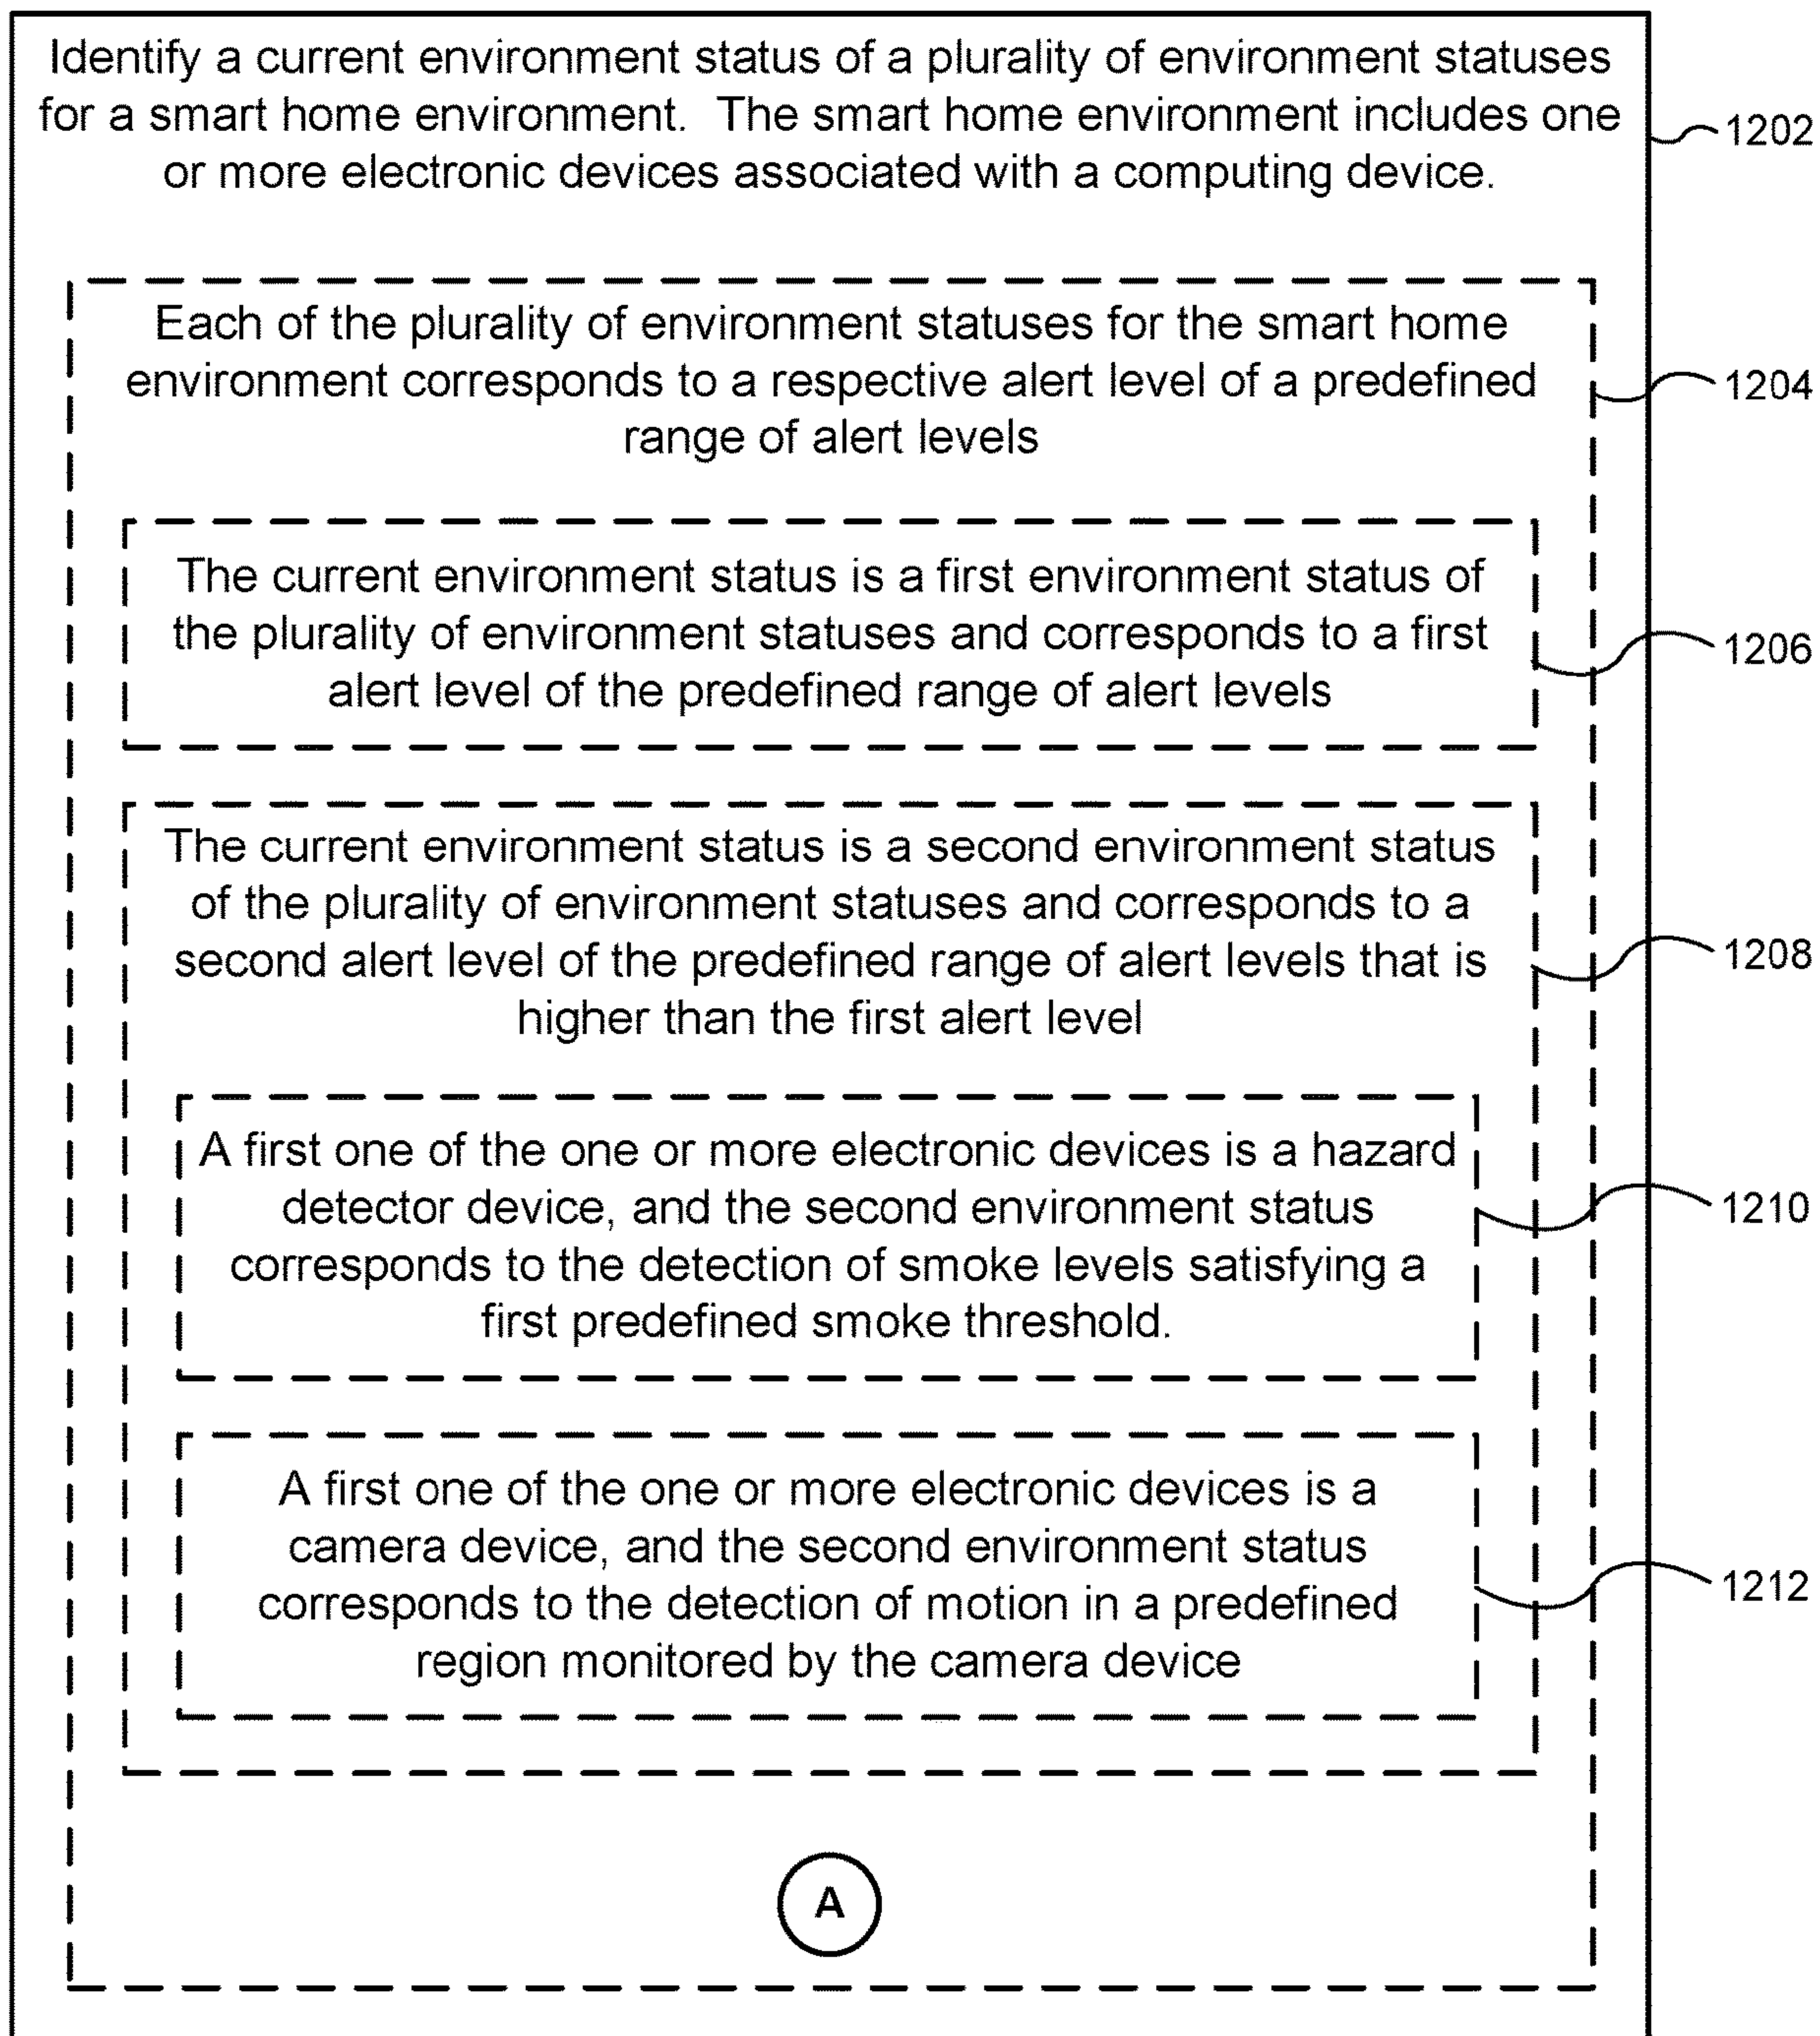 Identify a current environment status of a plurality of environment statuses
for a smart home environment. The smart home environment includes one
or more electronic devices associated with a computing device.
1202
Each of the plurality of environment statuses for the smart home
environment corresponds to a respective alert level of a predefined
range of alert levels
1204
The current environment status is a first environment status of
the plurality of environment statuses and corresponds to a first
alert level of the predefined range of alert levels
1206
The current environment status is a second environment status
of the plurality of environment statuses and corresponds to a
second alert level of the predefined range of alert levels that is
higher than the first alert level
1208
A first one of the one or more electronic devices is a hazard
detector device, and the second environment status
corresponds to the detection of smoke levels satisfying a
first predefined smoke threshold.
1210
A first one of the one or more electronic devices is a
camera device, and the second environment status
corresponds to the detection of motion in a predefined
region monitored by the camera device
1212
A